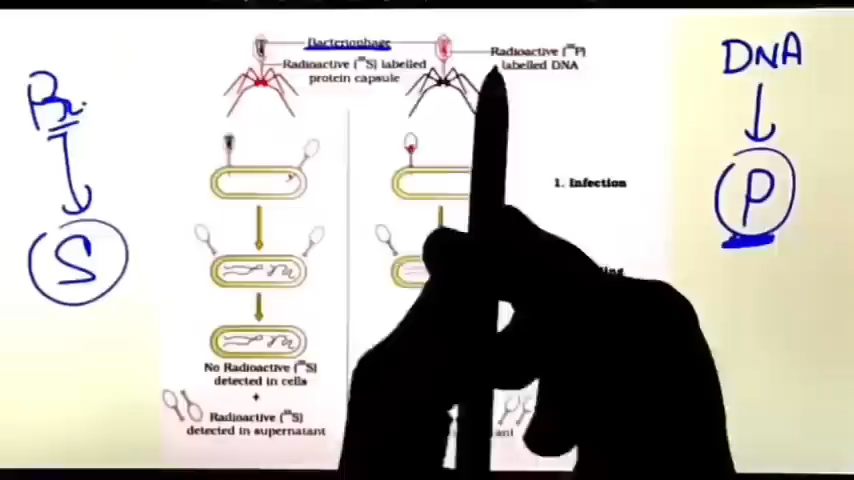 Bacteriophage
Radioactive (³⁵S) labelled
protein capsule
Radioactive (³²P)
labelled DNA
DNA
P
Pr.
S
1. Infection
No Radioactive (³⁵S)
detected in cells
+
Radioactive (³⁵S)
detected in supernatant